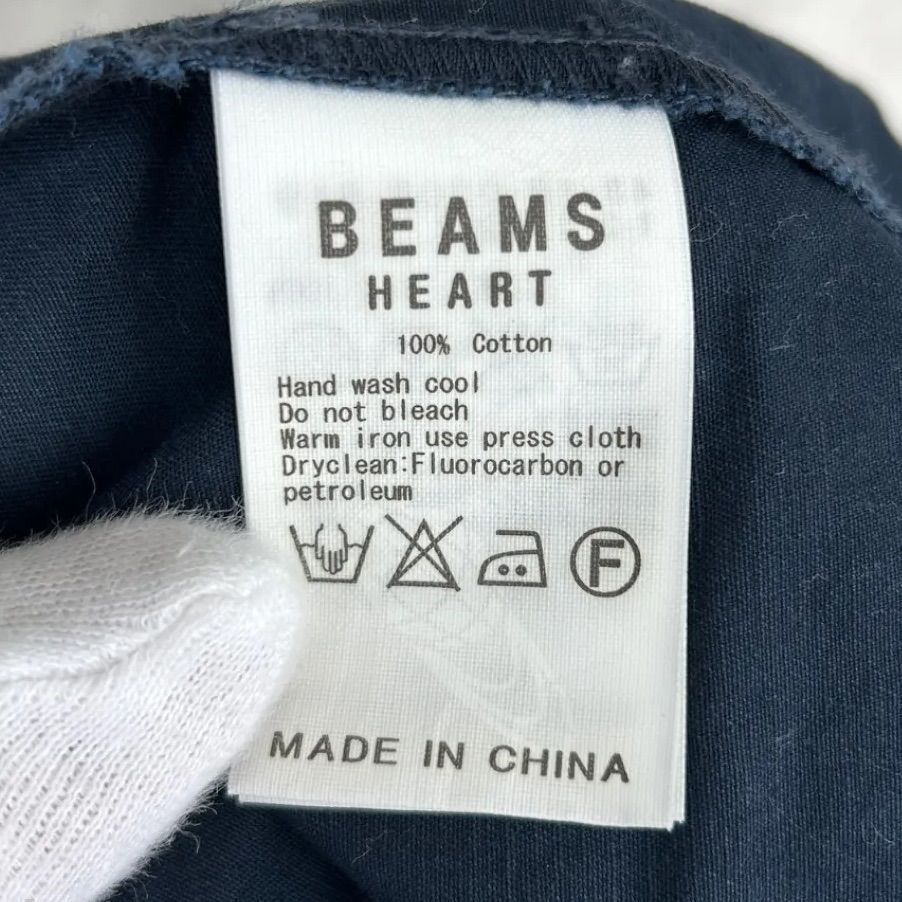 BEAMS
HEART
100% Cotton
Hand wash cool
Do not bleach
Warm iron use press cloth
Dryclean:Fluorocarbon or
petroleum
F
MADE IN CHINA